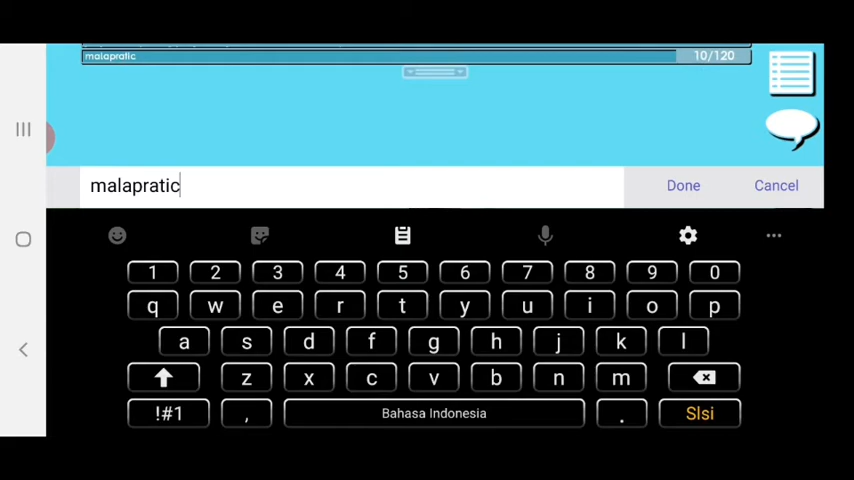 malapratic
10/120
malapratic
Done
Cancel
1 2 3 4 5 6 7 8 9 0
q w e r t y u i o p
a s d f g h j k l
z x c v b n m
!#1 , Bahasa Indonesia . Slsi